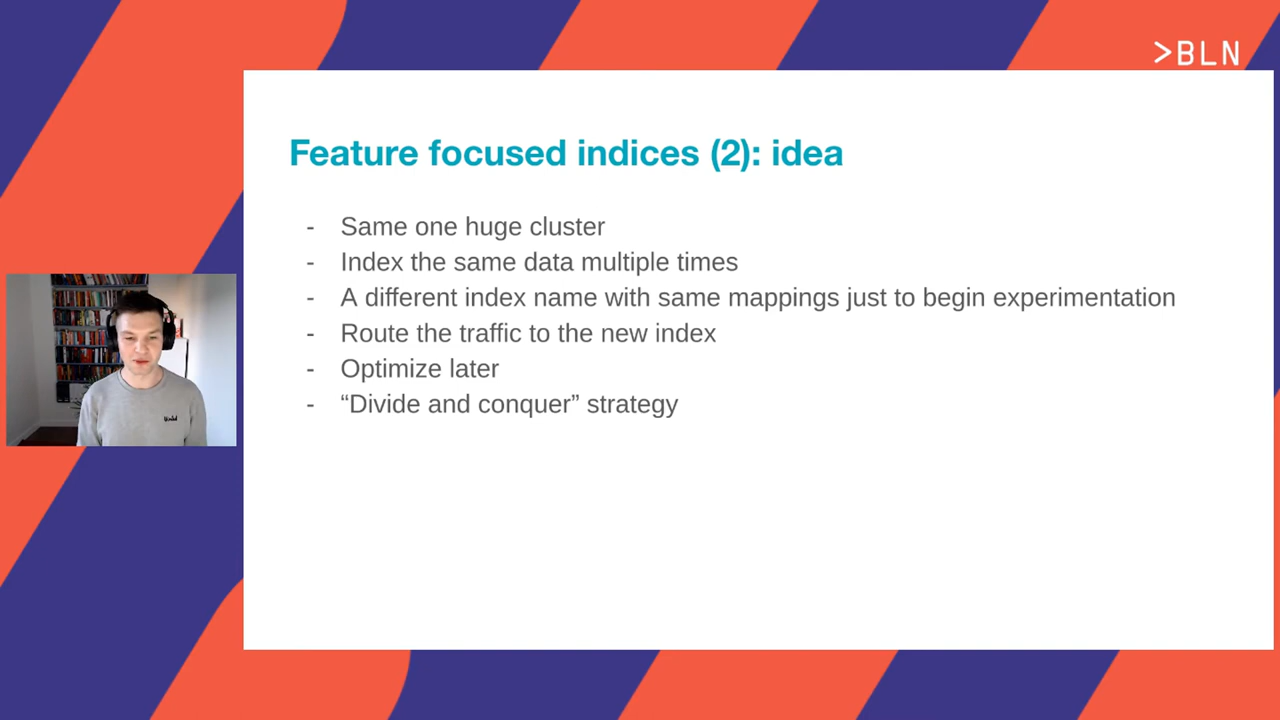 >BLN
Feature focused indices (2): idea
- Same one huge cluster
- Index the same data multiple times
- A different index name with same mappings just to begin experimentation
- Route the traffic to the new index
- Optimize later
- “Divide and conquer” strategy